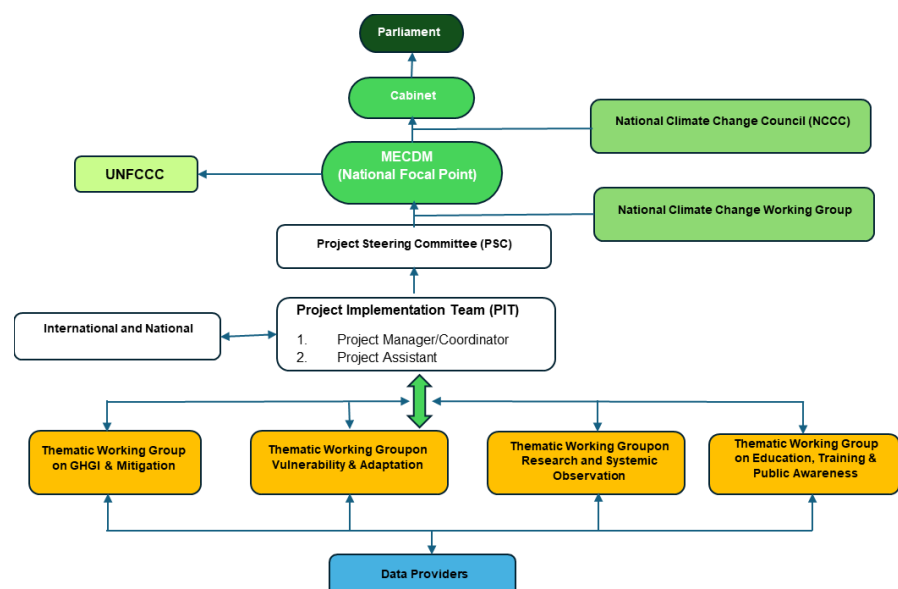 Parliament
Cabinet
National Climate Change Council (NCCC)
MECDM
(National Focal Point)
UNFCCC
National Climate Change Working Group
Project Steering Committee (PSC)
Project Implementation Team (PIT)
1. Project Manager/Coordinator
2. Project Assistant
International and National
Thematic Working Group
on GHGI & Mitigation
Thematic Working Groupon
Vulnerability & Adaptation
Thematic Working Groupon
Research and Systemic
Observation
Thematic Working Group
on Education, Training &
Public Awareness
Data Providers